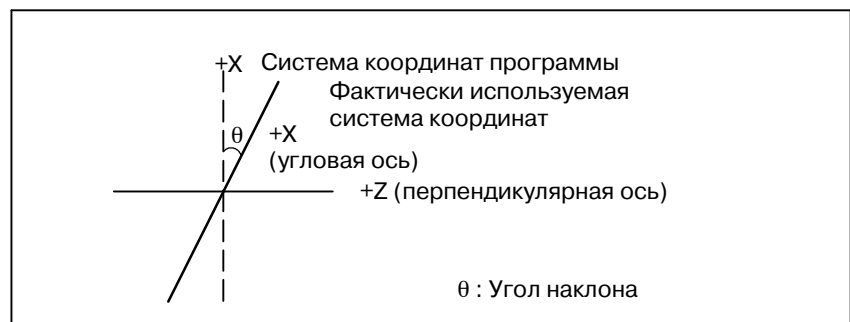 +X Система координат программы
Фактически используемая
система координат
θ +X
(угловая ось)
+Z (перпендикулярная ось)
θ : Угол наклона